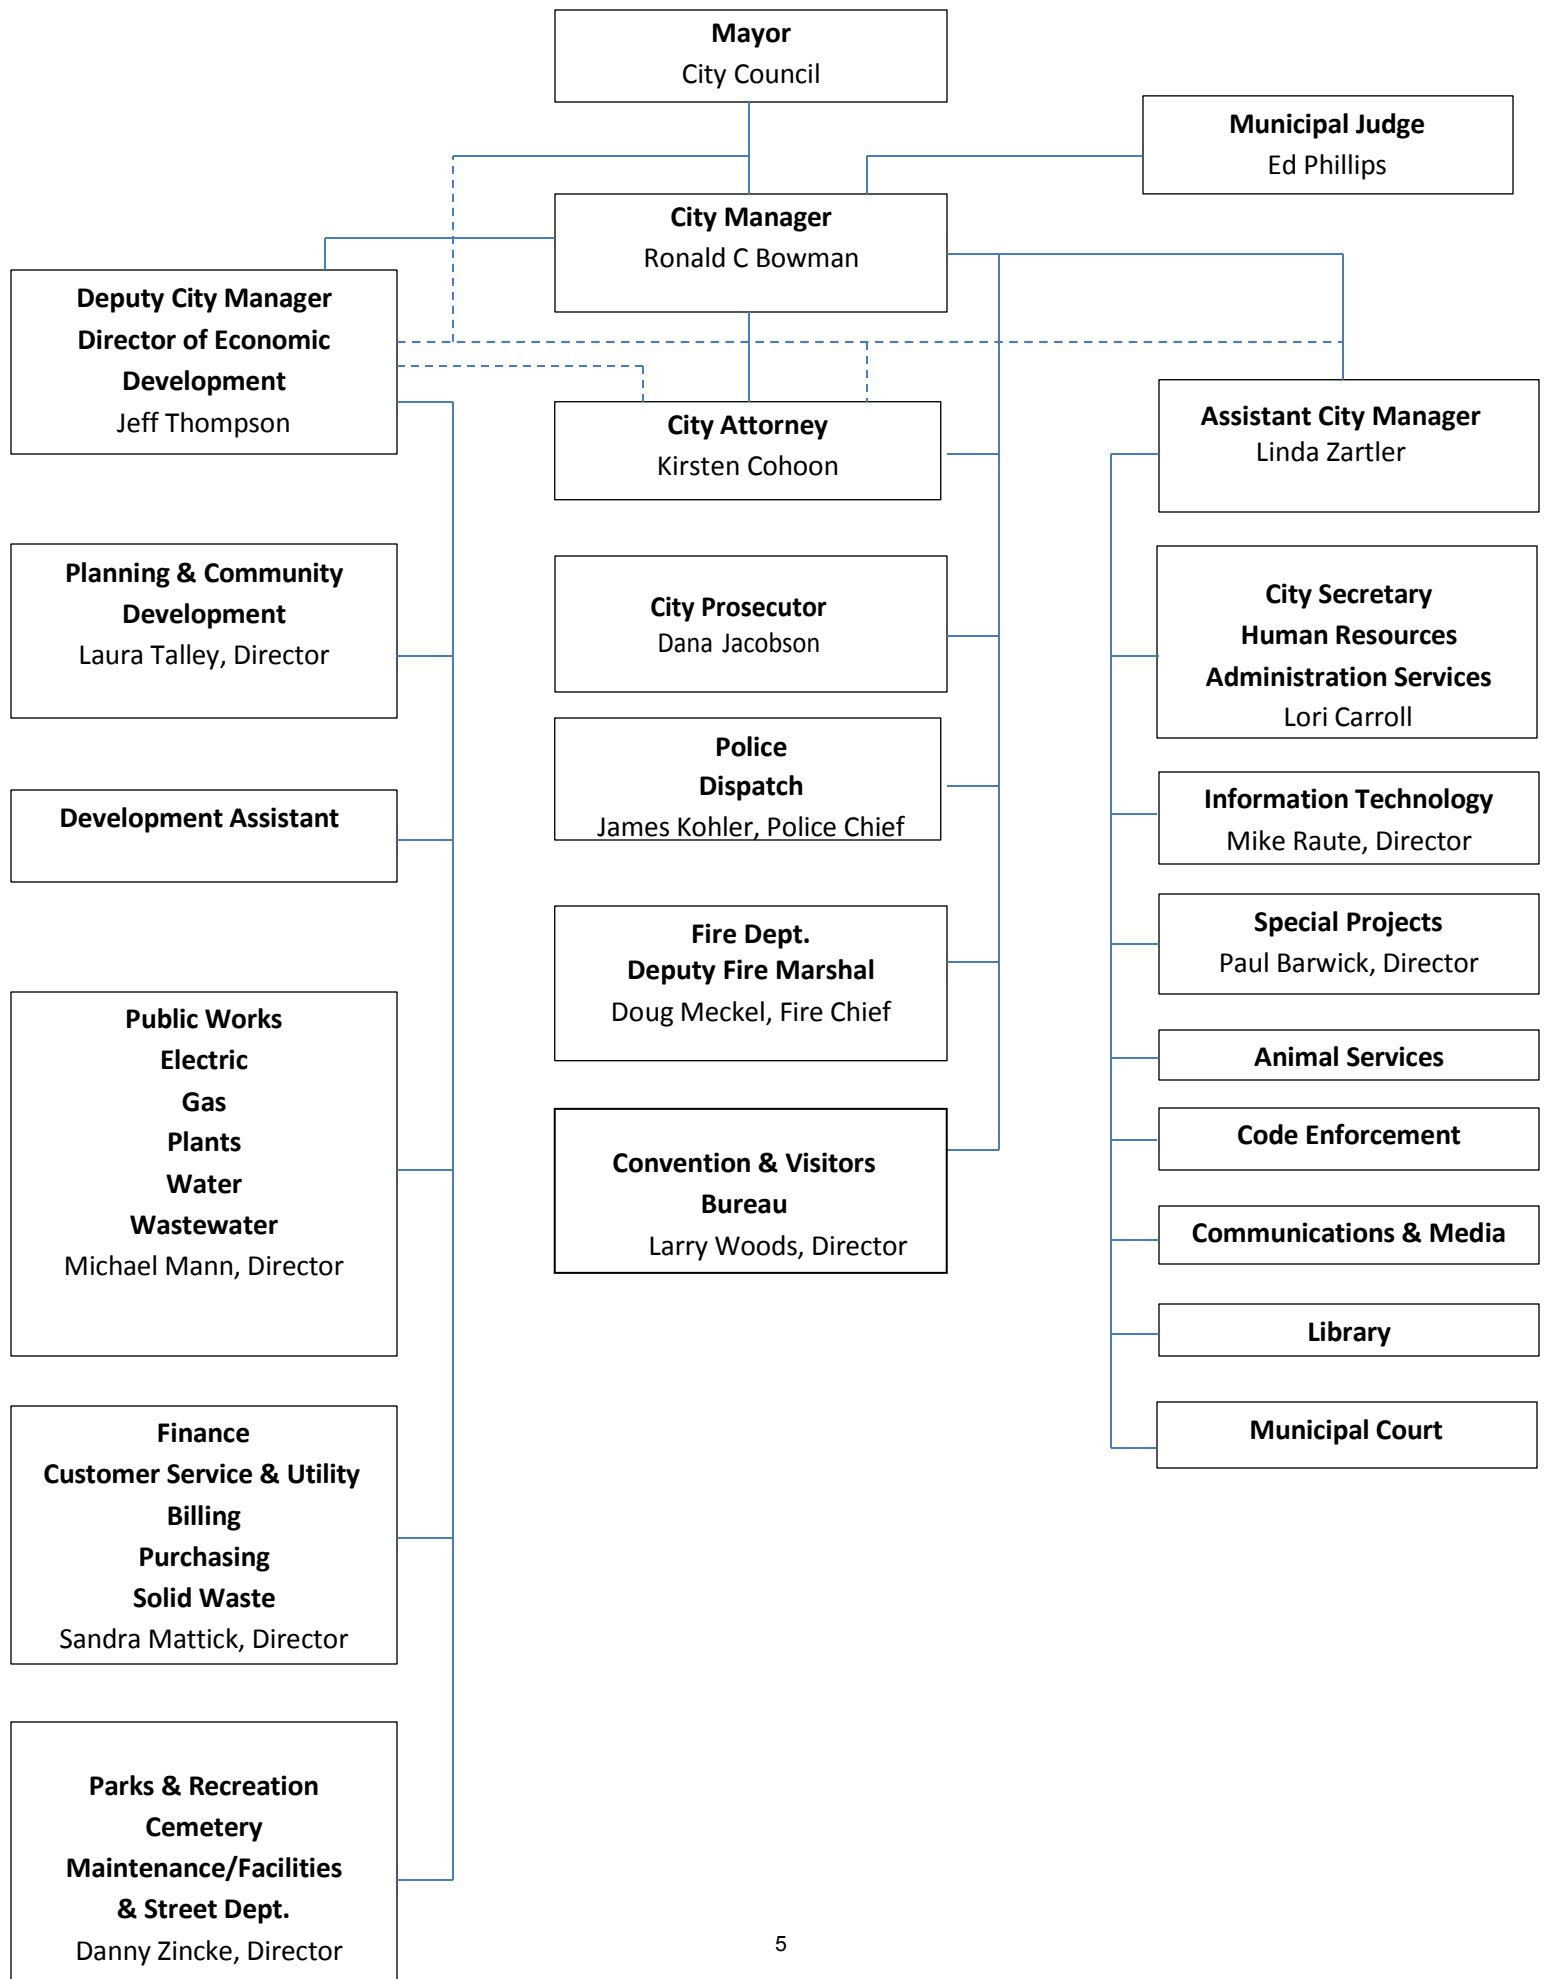 Mayor
City Council
Municipal Judge
Ed Phillips
City Manager
Ronald C Bowman
Deputy City Manager
Director of Economic
Development
Jeff Thompson
City Attorney
Kirsten Cohoon
Assistant City Manager
Linda Zartler
Planning & Community
Development
Laura Talley, Director
City Prosecutor
Dana Jacobson
City Secretary
Human Resources
Administration Services
Lori Carroll
Development Assistant
Police
Dispatch
James Kohler, Police Chief
Information Technology
Mike Raute, Director
Fire Dept.
Deputy Fire Marshal
Doug Meckel, Fire Chief
Special Projects
Paul Barwick, Director
Public Works
Electric
Gas
Plants
Water
Wastewater
Michael Mann, Director
Convention & Visitors
Bureau
Larry Woods, Director
Animal Services
Code Enforcement
Communications & Media
Library
Municipal Court
Finance
Customer Service & Utility
Billing
Purchasing
Solid Waste
Sandra Mattick, Director
Parks & Recreation
Cemetery
Maintenance/Facilities
& Street Dept.
Danny Zincke, Director
5